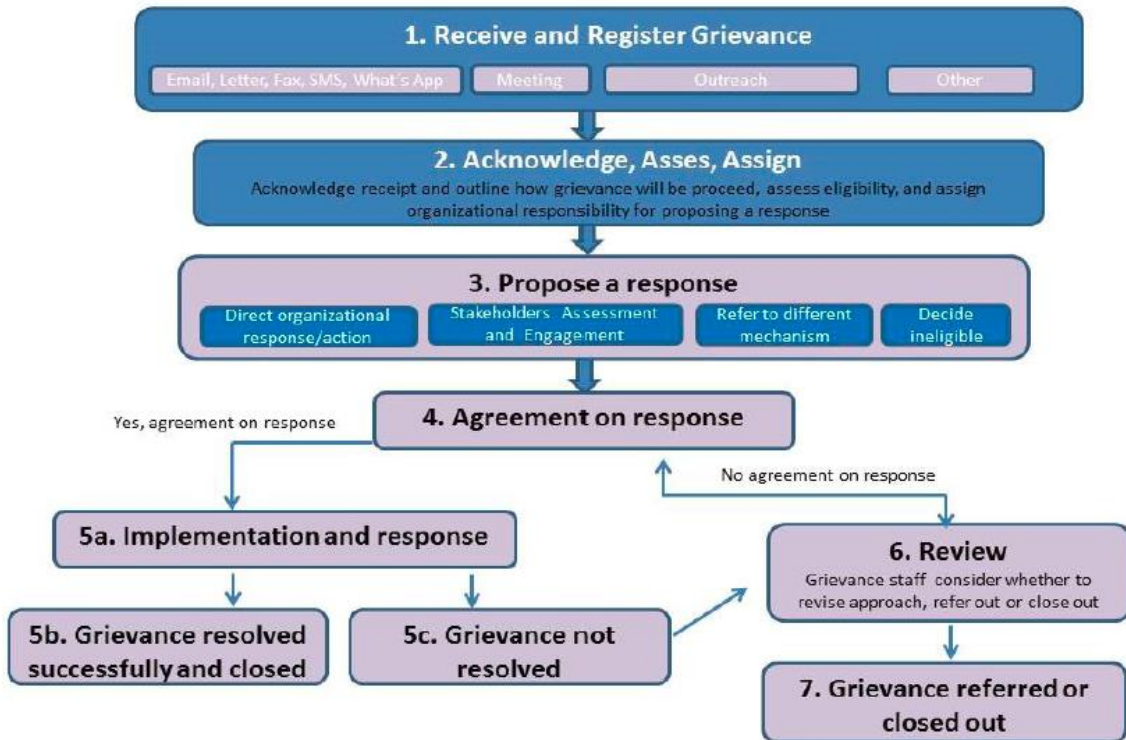 1. Receive and Register Grievance
Email, Letter, Fax, SMS, What's App
Meeting
Outreach
Other
2. Acknowledge, Asses, Assign
Acknowledge receipt and outline how grievance will be proceed, assess eligibility, and assign
organizational responsibility for proposing a response
3. Propose a response
Direct organizational
response/action
Stakeholders Assessment
and Engagement
Refer to different
mechanism
Decide
ineligible
4. Agreement on response
Yes, agreement on response
No agreement on response
5a. Implementation and response
6. Review
Grievance staff consider whether to
revise approach, refer out or close out
5b. Grievance resolved
successfully and closed
5c. Grievance not
resolved
7. Grievance referred or
closed out